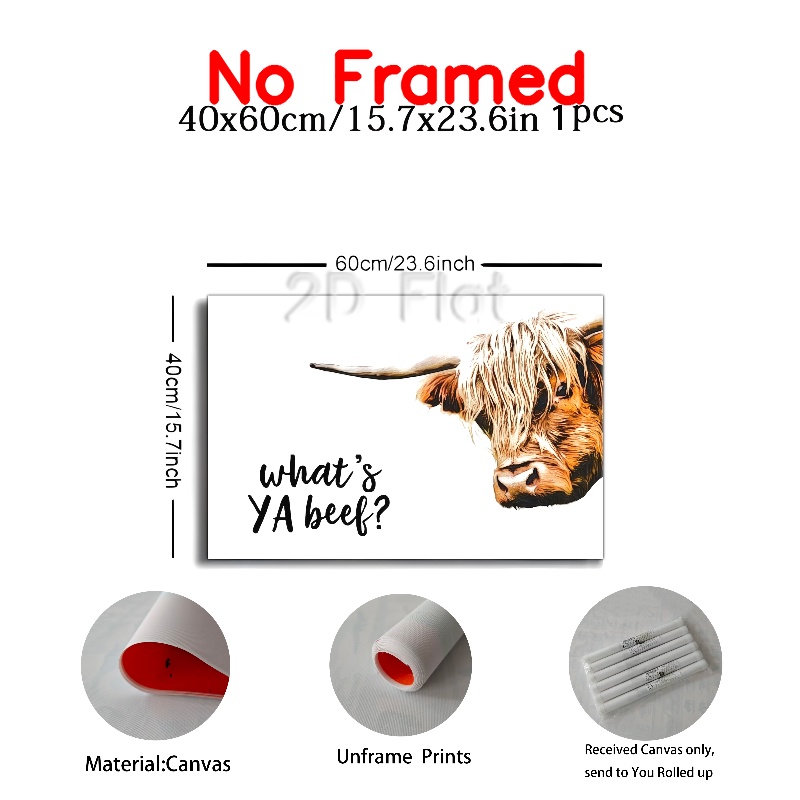 No Framed
40x60cm/15.7x23.6in 1pcs
60cm/23.6inch
2D Flat
40cm/15.7inch
what's
YA beef?
Material:Canvas
Unframe Prints
Received Canvas only,
send to You Rolled up